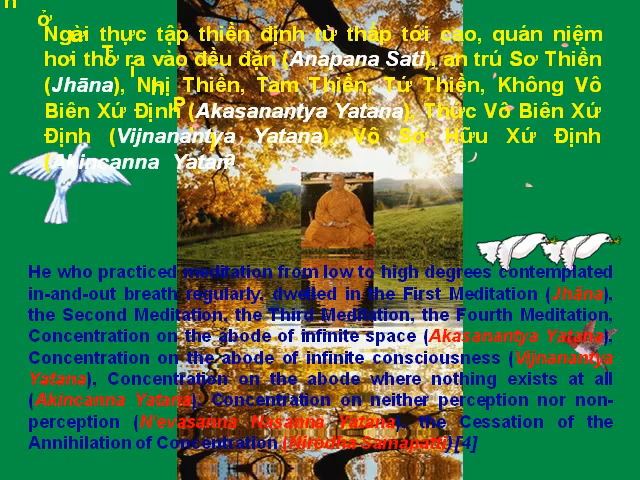 Ngài thực tập thiền định từ thấp tới cao, quán niệm
hơi thở ra vào đều đặn (Anapana Sati), an trú Sơ Thiền
(Jhāna), Nhị Thiền, Tam Thiền, Tứ Thiền, Không Vô
Biên Xứ Định (Akasanantya Yatana), Thức Vô Biên Xứ
Định (Vijnanantya Yatana), Vô Sở Hữu Xứ Định
(Akincanna Yatan
He who practiced meditation from low to high degrees contemplated
in-and-out breath regularly, dwelled in the First Meditation (Jhāna),
the Second Meditation, the Third Meditation, the Fourth Meditation,
Concentration on the abode of infinite space (Akasanantya Yatana),
Concentration on the abode of infinite consciousness (Vijnanantya
Yatana), Concentration on the abode where nothing exists at all
(Akincanna Yatana), Concentration on neither perception nor non-
perception (N'evasanna Nasanna Yatana), the Cessation of the
Annihilation of Concentration (Nirodha Samapatti)[4]